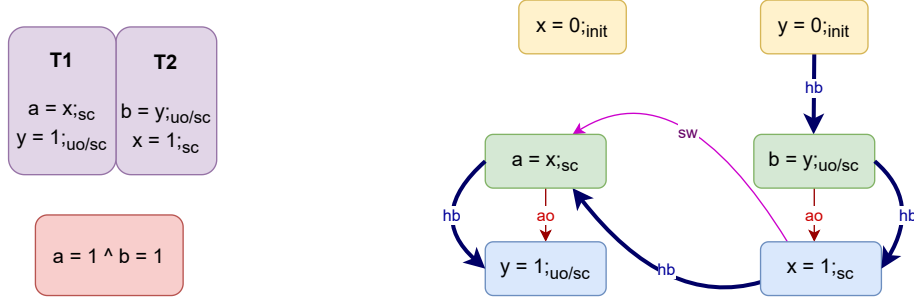 T1
a = x;sc
y = 1;uo/sc
T2
b = y;uo/sc
x = 1;sc
a = 1 ^ b = 1
x = 0;init
y = 0;init
hb
sw
a = x;sc
b = y;uo/sc
hb
ao
ao
hb
y = 1;uo/sc
hb
x = 1;sc